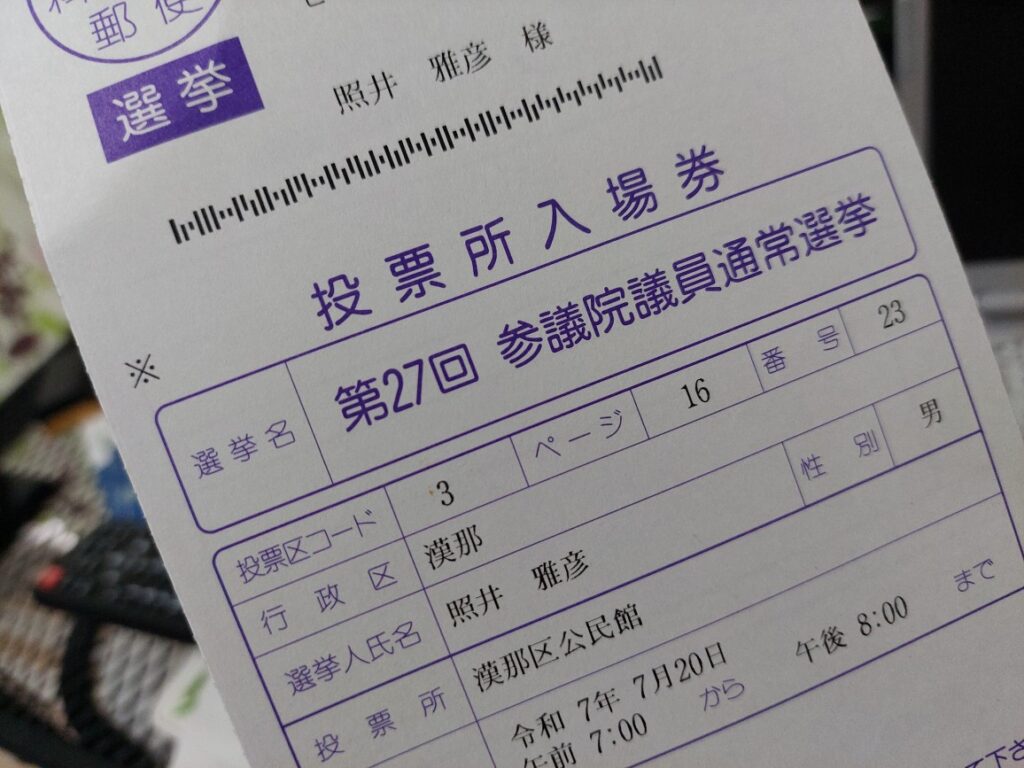 郵便
選挙
照井 雅彦 様
投票所入場券
※
選挙名 第27回 参議院議員通常選挙
投票区コード 3 ページ 16 番号 23
行政区 漢那 性別 男
選挙人氏名 照井 雅彦
投票所 漢那区公民館
令和 7年 7月20日
午前 7:00 から 午後 8:00 まで
て下さ